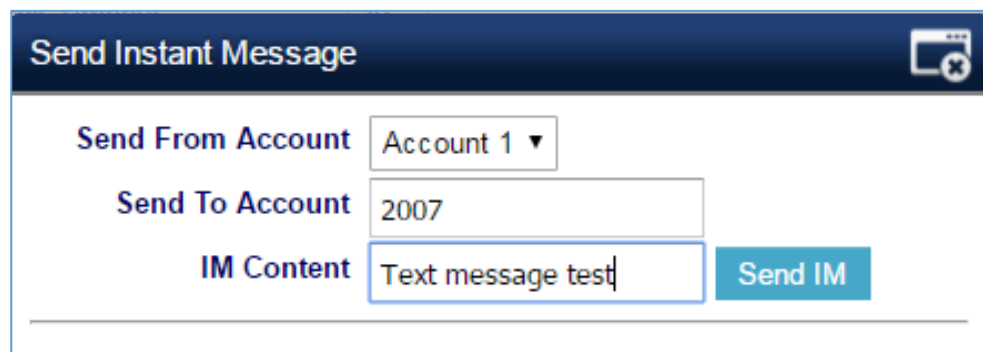 Send Instant Message
Send From Account Account 1
Send To Account 2007
IM Content Text message test Send IM